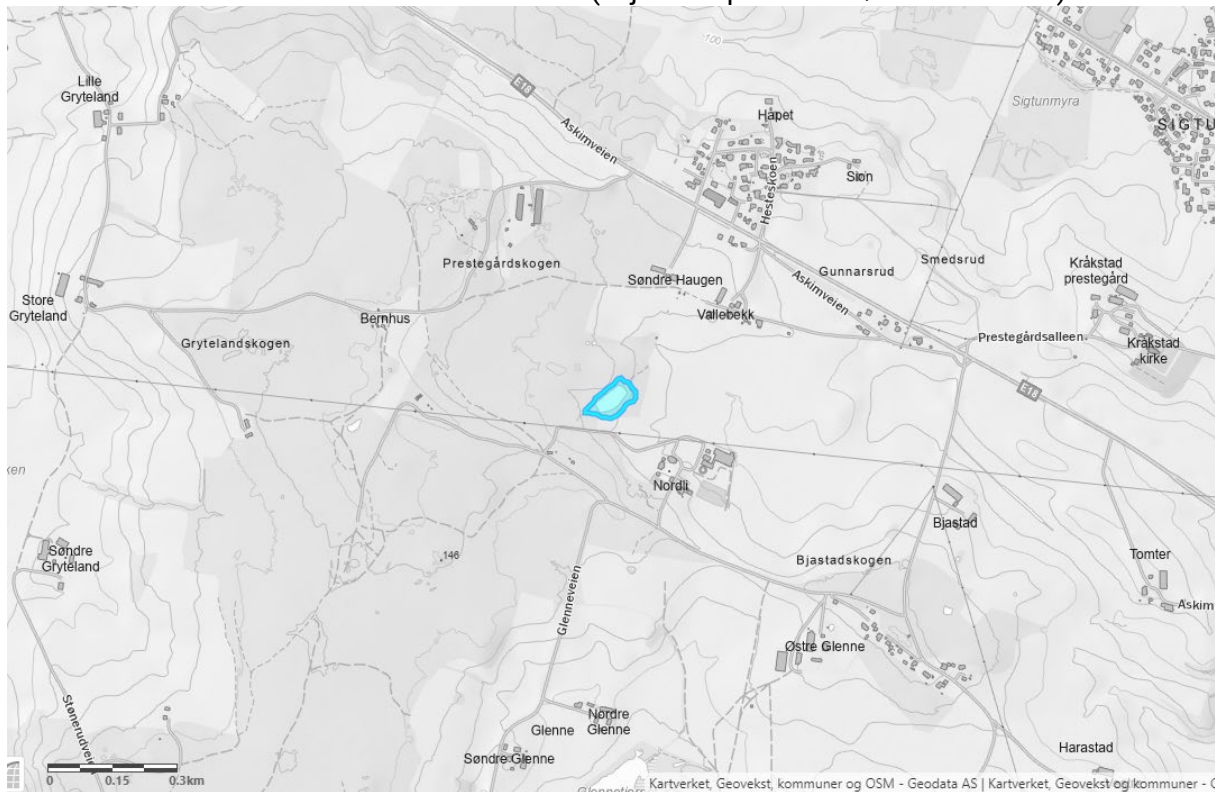 100
E18
Lille
Gryteland
Håpet
Sigtunmyra
Askimveien
SIGTU
Sion
Hesteskoen
Prestegårdskogen
Søndre Haugen
Gunnarsrud
Smedsrud
Kråkstad
prestegård
Store
Gryteland
Bernhus
Vallebekk
Askimveien
Prestegårdsalleen
Kråkstad
kirke
Grytelandskogen
E18
Nordli
Bjastad
Søndre
Gryteland
146
Bjastadskogen
Tomter
Glenneveien
Askim
Østre Glenne
Stønerudveien
Nordre
Glenne
Glenne
Søndre Glenne
Harastad
0 0.15 0.3km
Kartverket, Geovekst, kommuner og OSM - Geodata AS | Kartverket, Geovekst og kommuner - G